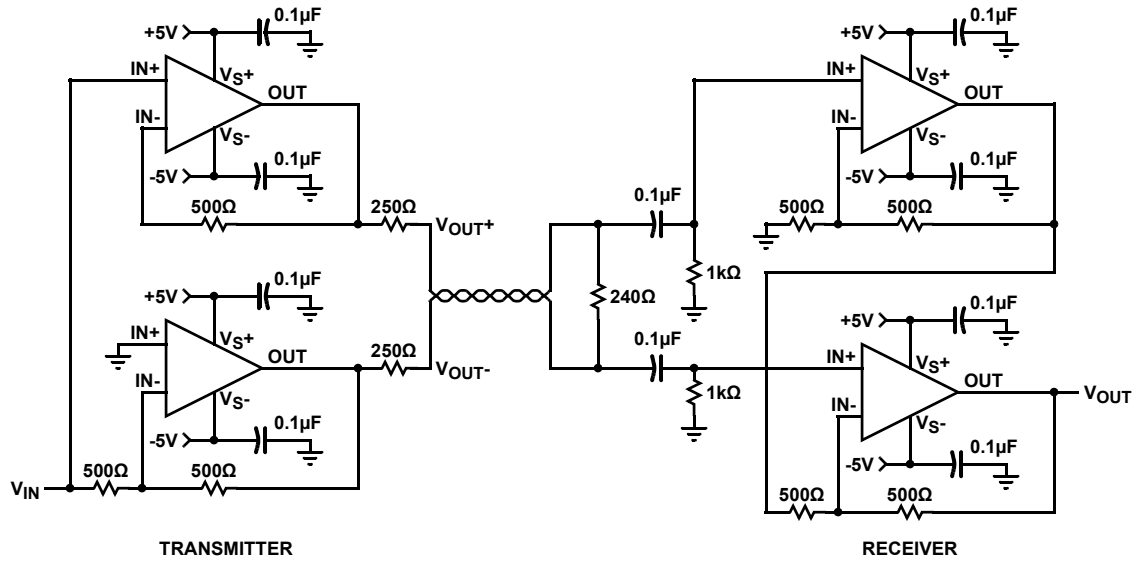 +5V
0.1µF
IN+
VS+
OUT
IN-
VS-
-5V
0.1µF
500Ω
250Ω
VOUT+
+5V
0.1µF
IN+
VS+
OUT
250Ω
IN-
VOUT-
VS-
-5V
0.1µF
500Ω
500Ω
VIN
TRANSMITTER
0.1µF
1kΩ
240Ω
0.1µF
1kΩ
+5V
0.1µF
IN+
VS+
OUT
IN-
VS-
-5V
0.1µF
500Ω
500Ω
+5V
0.1µF
IN+
VS+
OUT
VOUT
IN-
VS-
-5V
0.1µF
500Ω
500Ω
RECEIVER